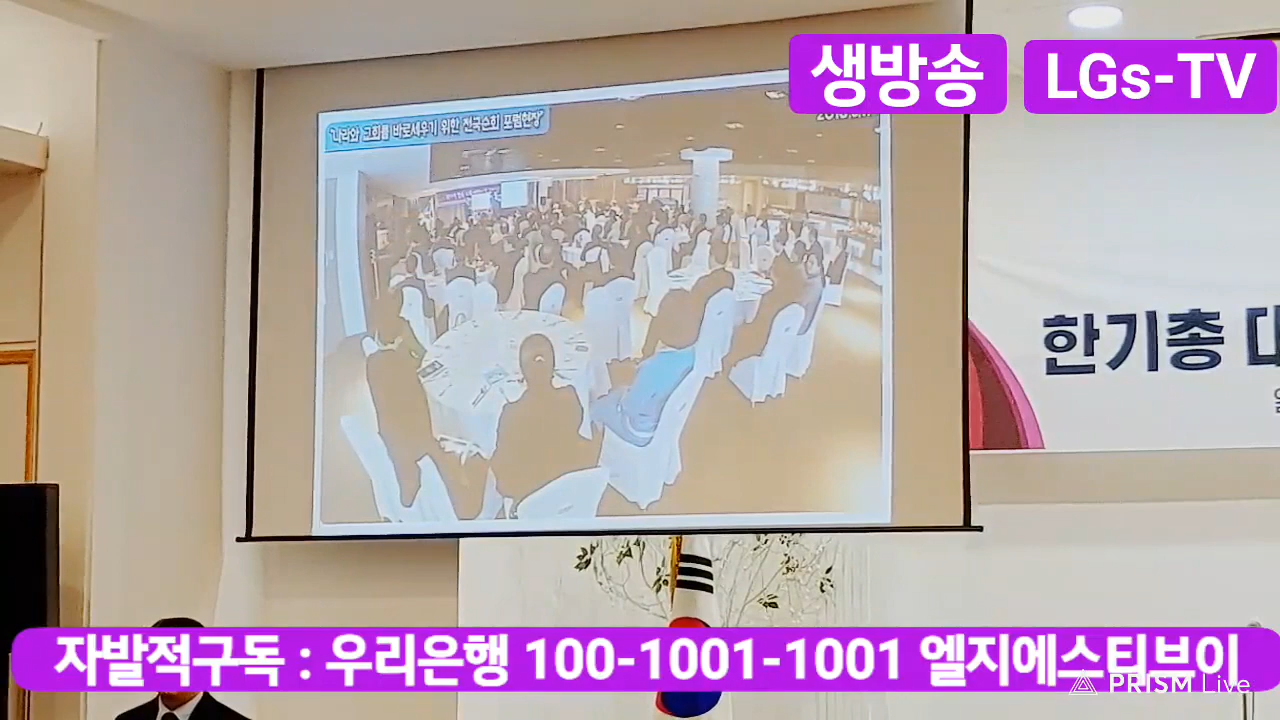 생방송 LGs-TV
"나라와 교회를 바로세우기 위한 전국순회 포럼현장"
한기총
자발적구독 : 우리은행 100-1001-1001 엘지에스티브이
PRISM Live